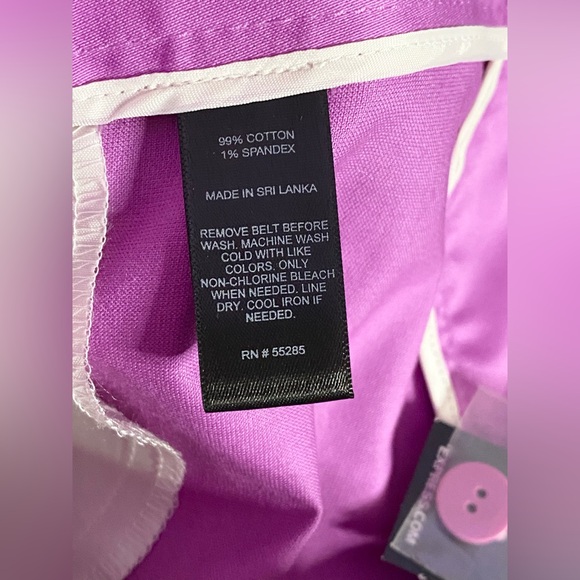 99% COTTON
1% SPANDEX
MADE IN SRI LANKA
REMOVE BELT BEFORE
WASH. MACHINE WASH
COLD WITH LIKE
COLORS. ONLY
NON-CHLORINE BLEACH
WHEN NEEDED. LINE
DRY. COOL IRON IF
NEEDED.
RN # 55285
EXPRESS.COM